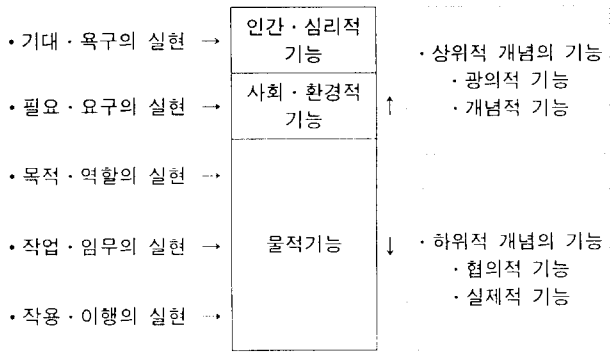 • 기대 · 욕구의 실현 →
인간 · 심리적
기능
• 필요 · 요구의 실현 →
사회 · 환경적
기능
• 목적 · 역할의 실현 →
• 작업 · 임무의 실현 →
물적기능
• 작용 · 이행의 실현 →
↑
· 상위적 개념의 기능
• 광의적 기능
• 개념적 기능
↓
· 하위적 개념의 기능
• 협의적 기능
• 실제적 기능